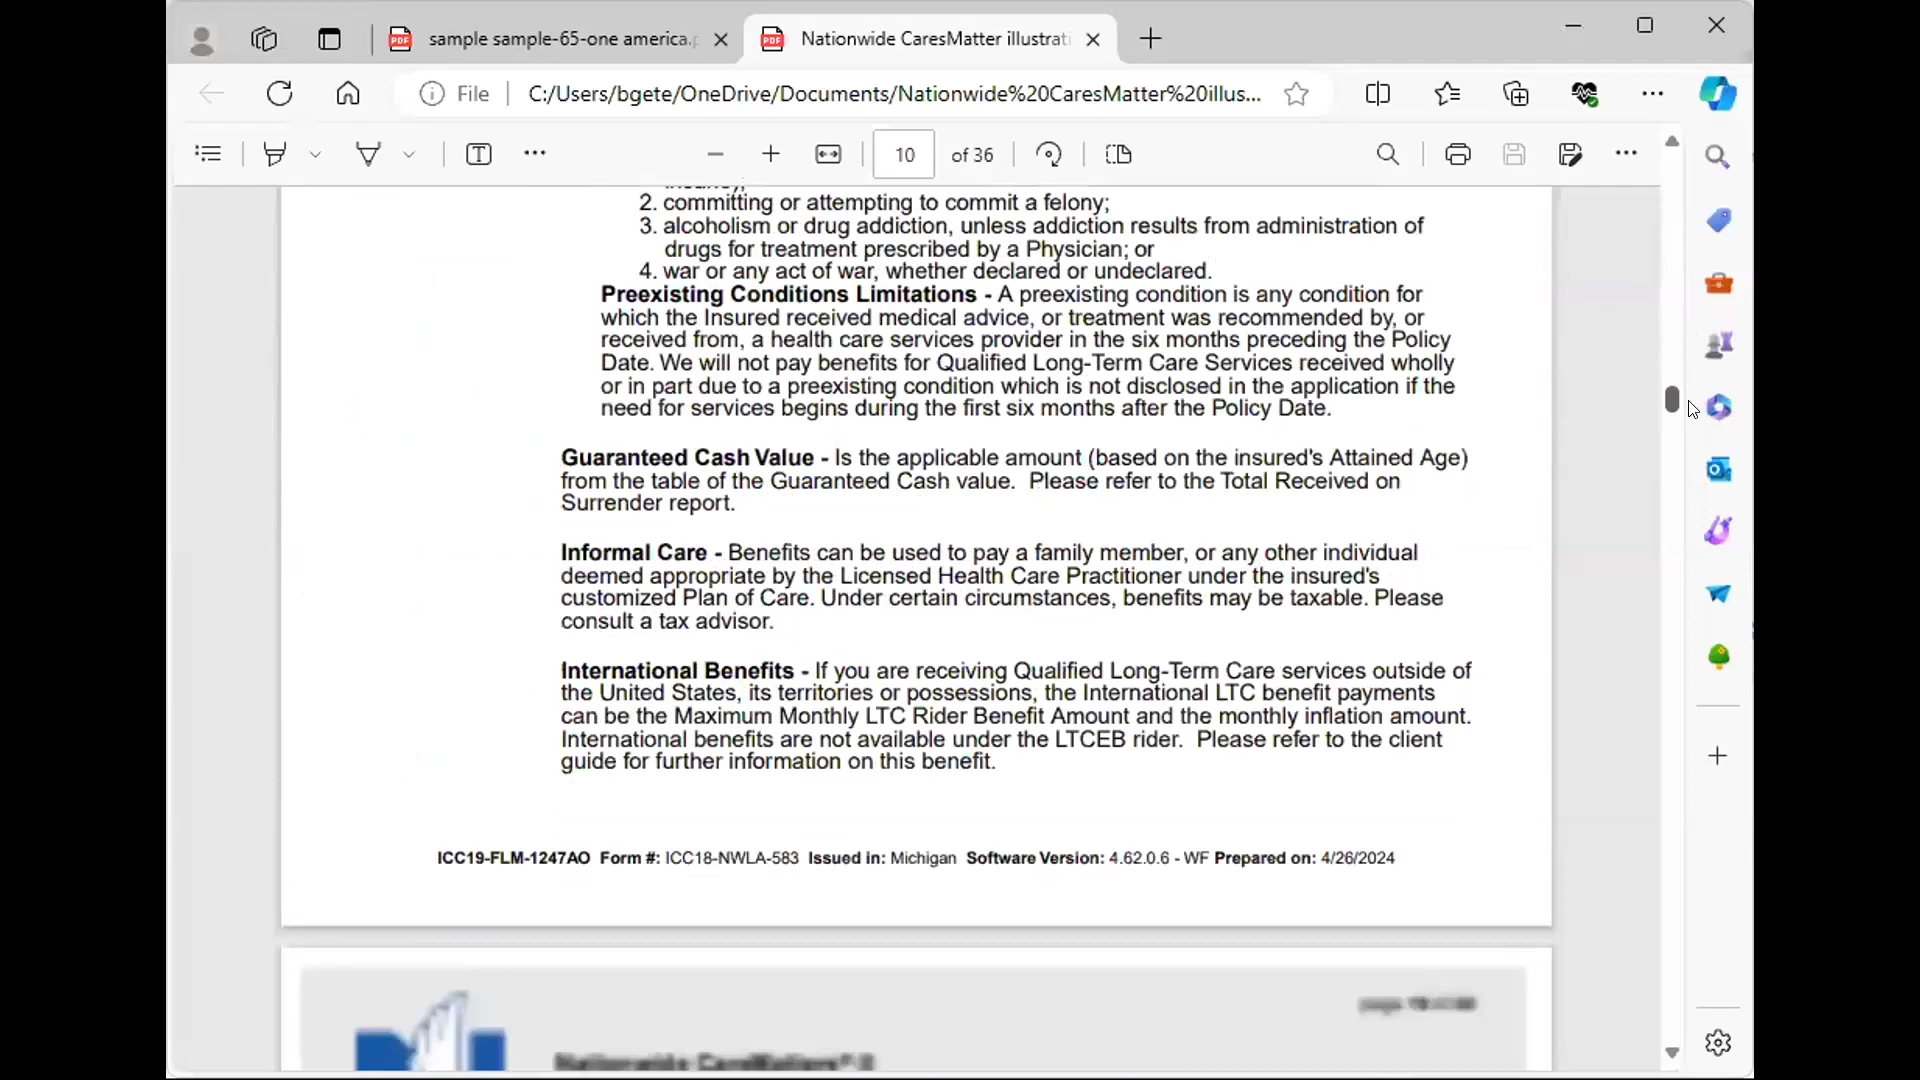 sample sample-65-one america.p
Nationwide CaresMatter illustrati
File
C:/Users/bgete/OneDrive/Documents/Nationwide%20CaresMatter%20illus...
10 of 36
2. committing or attempting to commit a felony;
3. alcoholism or drug addiction, unless addiction results from administration of
drugs for treatment prescribed by a Physician; or
4. war or any act of war, whether declared or undeclared.
Preexisting Conditions Limitations - A preexisting condition is any condition for
which the Insured received medical advice, or treatment was recommended by, or
received from, a health care services provider in the six months preceding the Policy
Date. We will not pay benefits for Qualified Long-Term Care Services received wholly
or in part due to a preexisting condition which is not disclosed in the application if the
need for services begins during the first six months after the Policy Date.
Guaranteed Cash Value - Is the applicable amount (based on the insured's Attained Age)
from the table of the Guaranteed Cash value. Please refer to the Total Received on
Surrender report.
Informal Care - Benefits can be used to pay a family member, or any other individual
deemed appropriate by the Licensed Health Care Practitioner under the insured's
customized Plan of Care. Under certain circumstances, benefits may be taxable. Please
consult a tax advisor.
International Benefits - If you are receiving Qualified Long-Term Care services outside of
the United States, its territories or possessions, the International LTC benefit payments
can be the Maximum Monthly LTC Rider Benefit Amount and the monthly inflation amount.
International benefits are not available under the LTCEB rider. Please refer to the client
guide for further information on this benefit.
ICC19-FLM-1247AO Form #: ICC18-NWLA-583 Issued in: Michigan Software Version: 4.62.0.6 - WF Prepared on: 4/26/2024